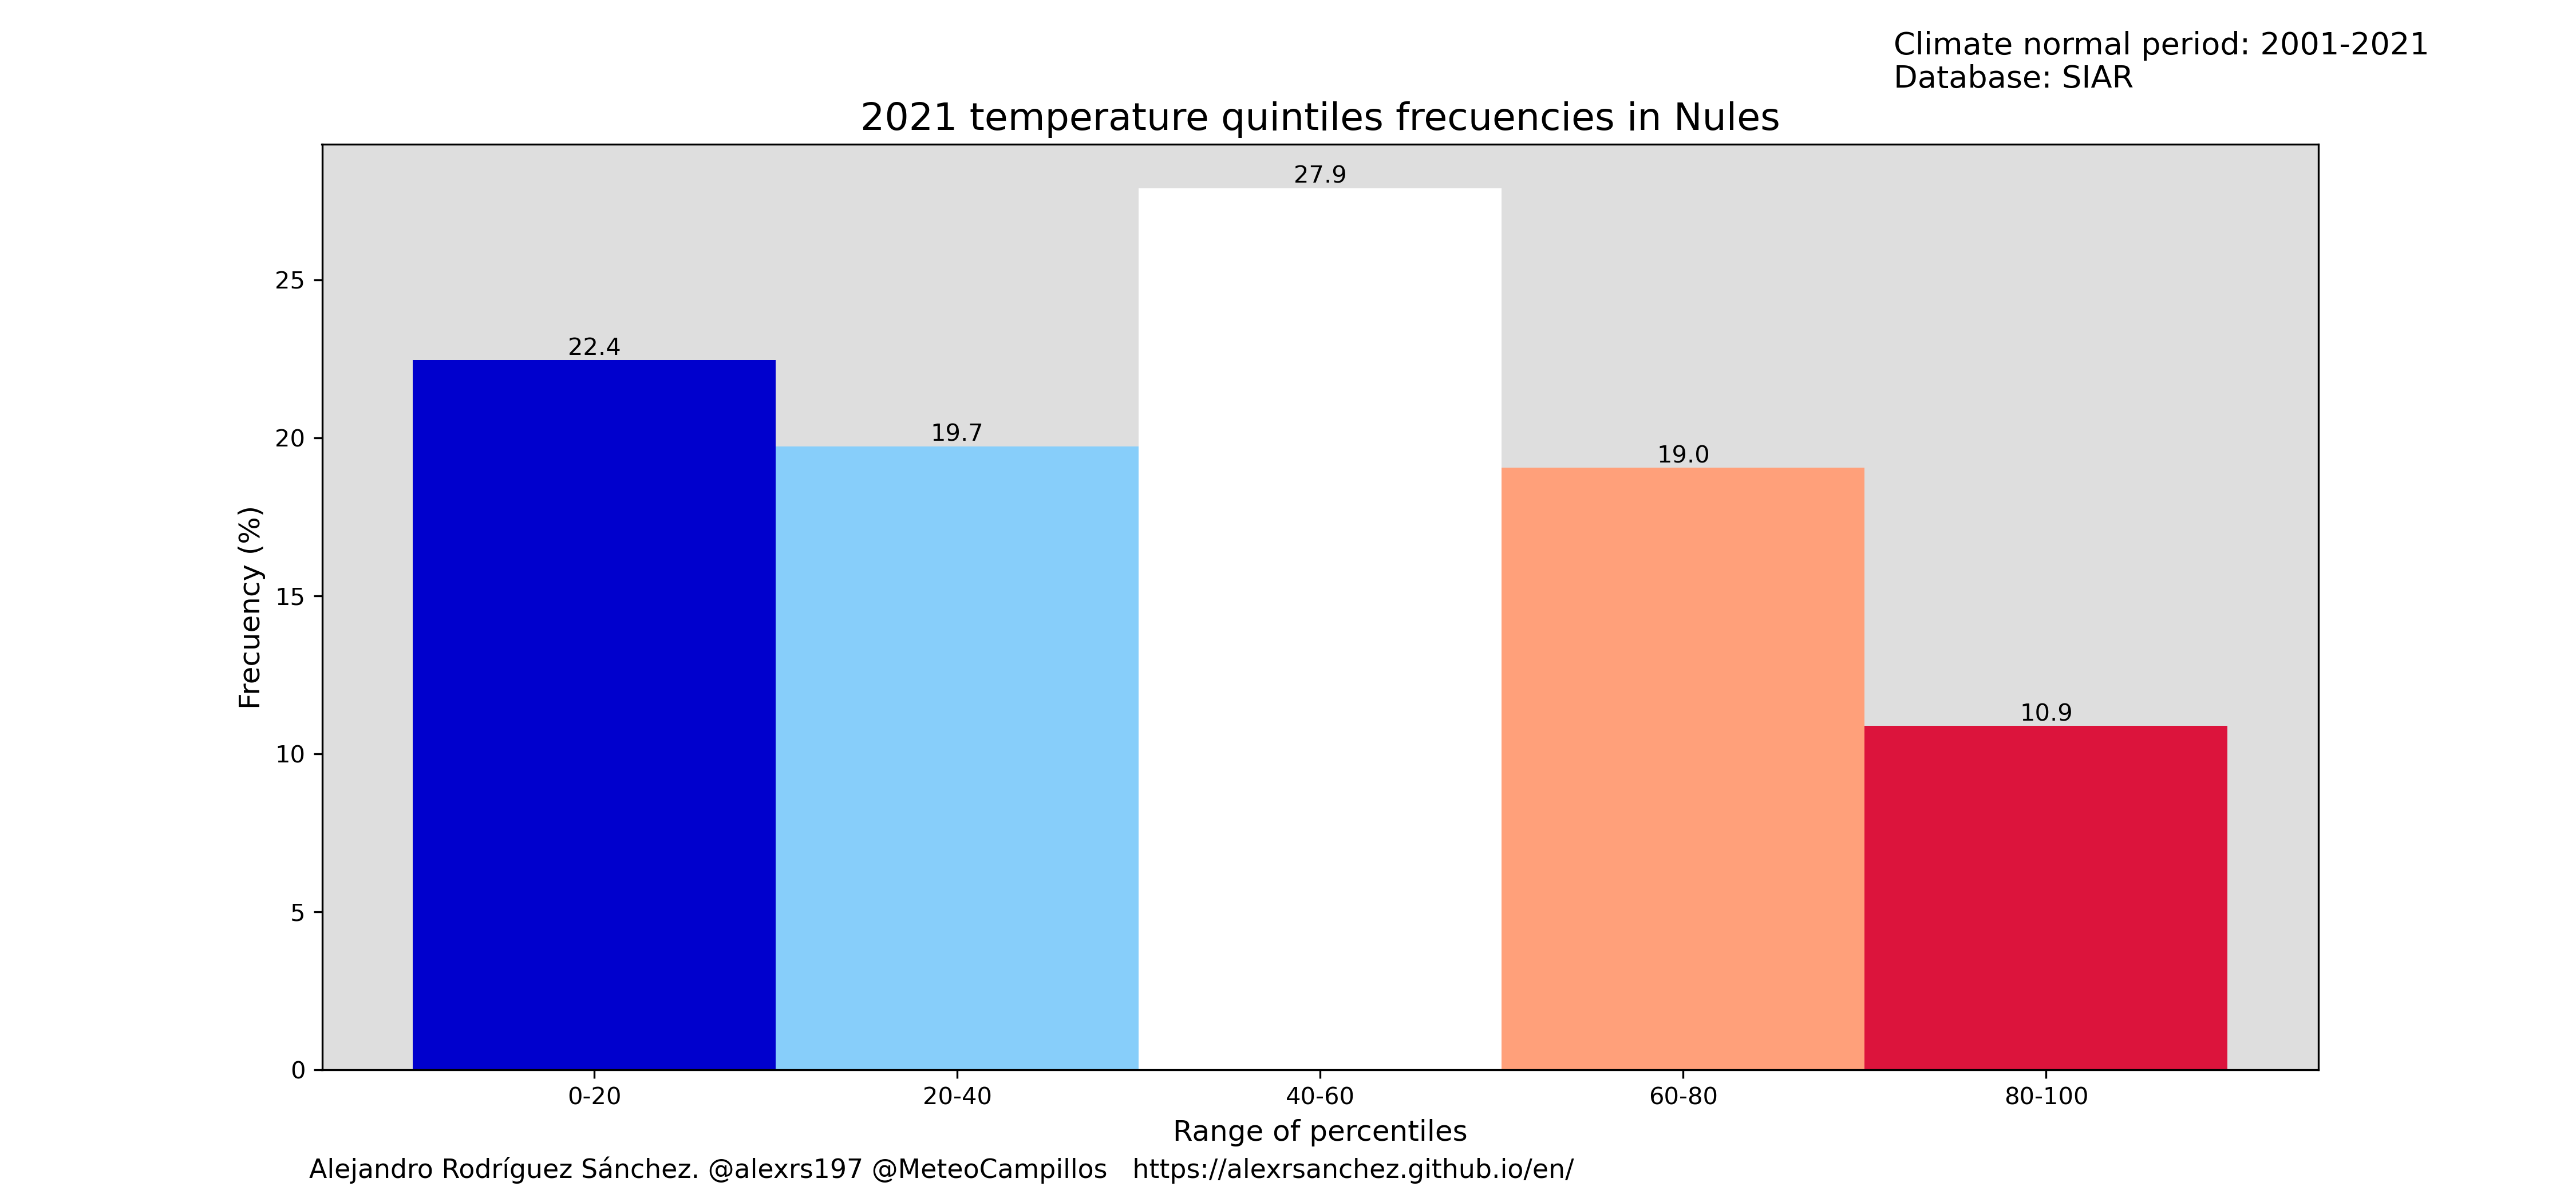 Climate normal period: 2001-2021
Database: SIAR
2021 temperature quintiles frecuencies in Nules
27.9
25
22.4
20
19.7
19.0
Frecuency (%)
15
10.9
10
5
0
0-20 20-40 40-60 60-80 80-100
Range of percentiles
Alejandro Rodríguez Sánchez. @alexrs197 @MeteoCampillos https://alexrsanchez.github.io/en/